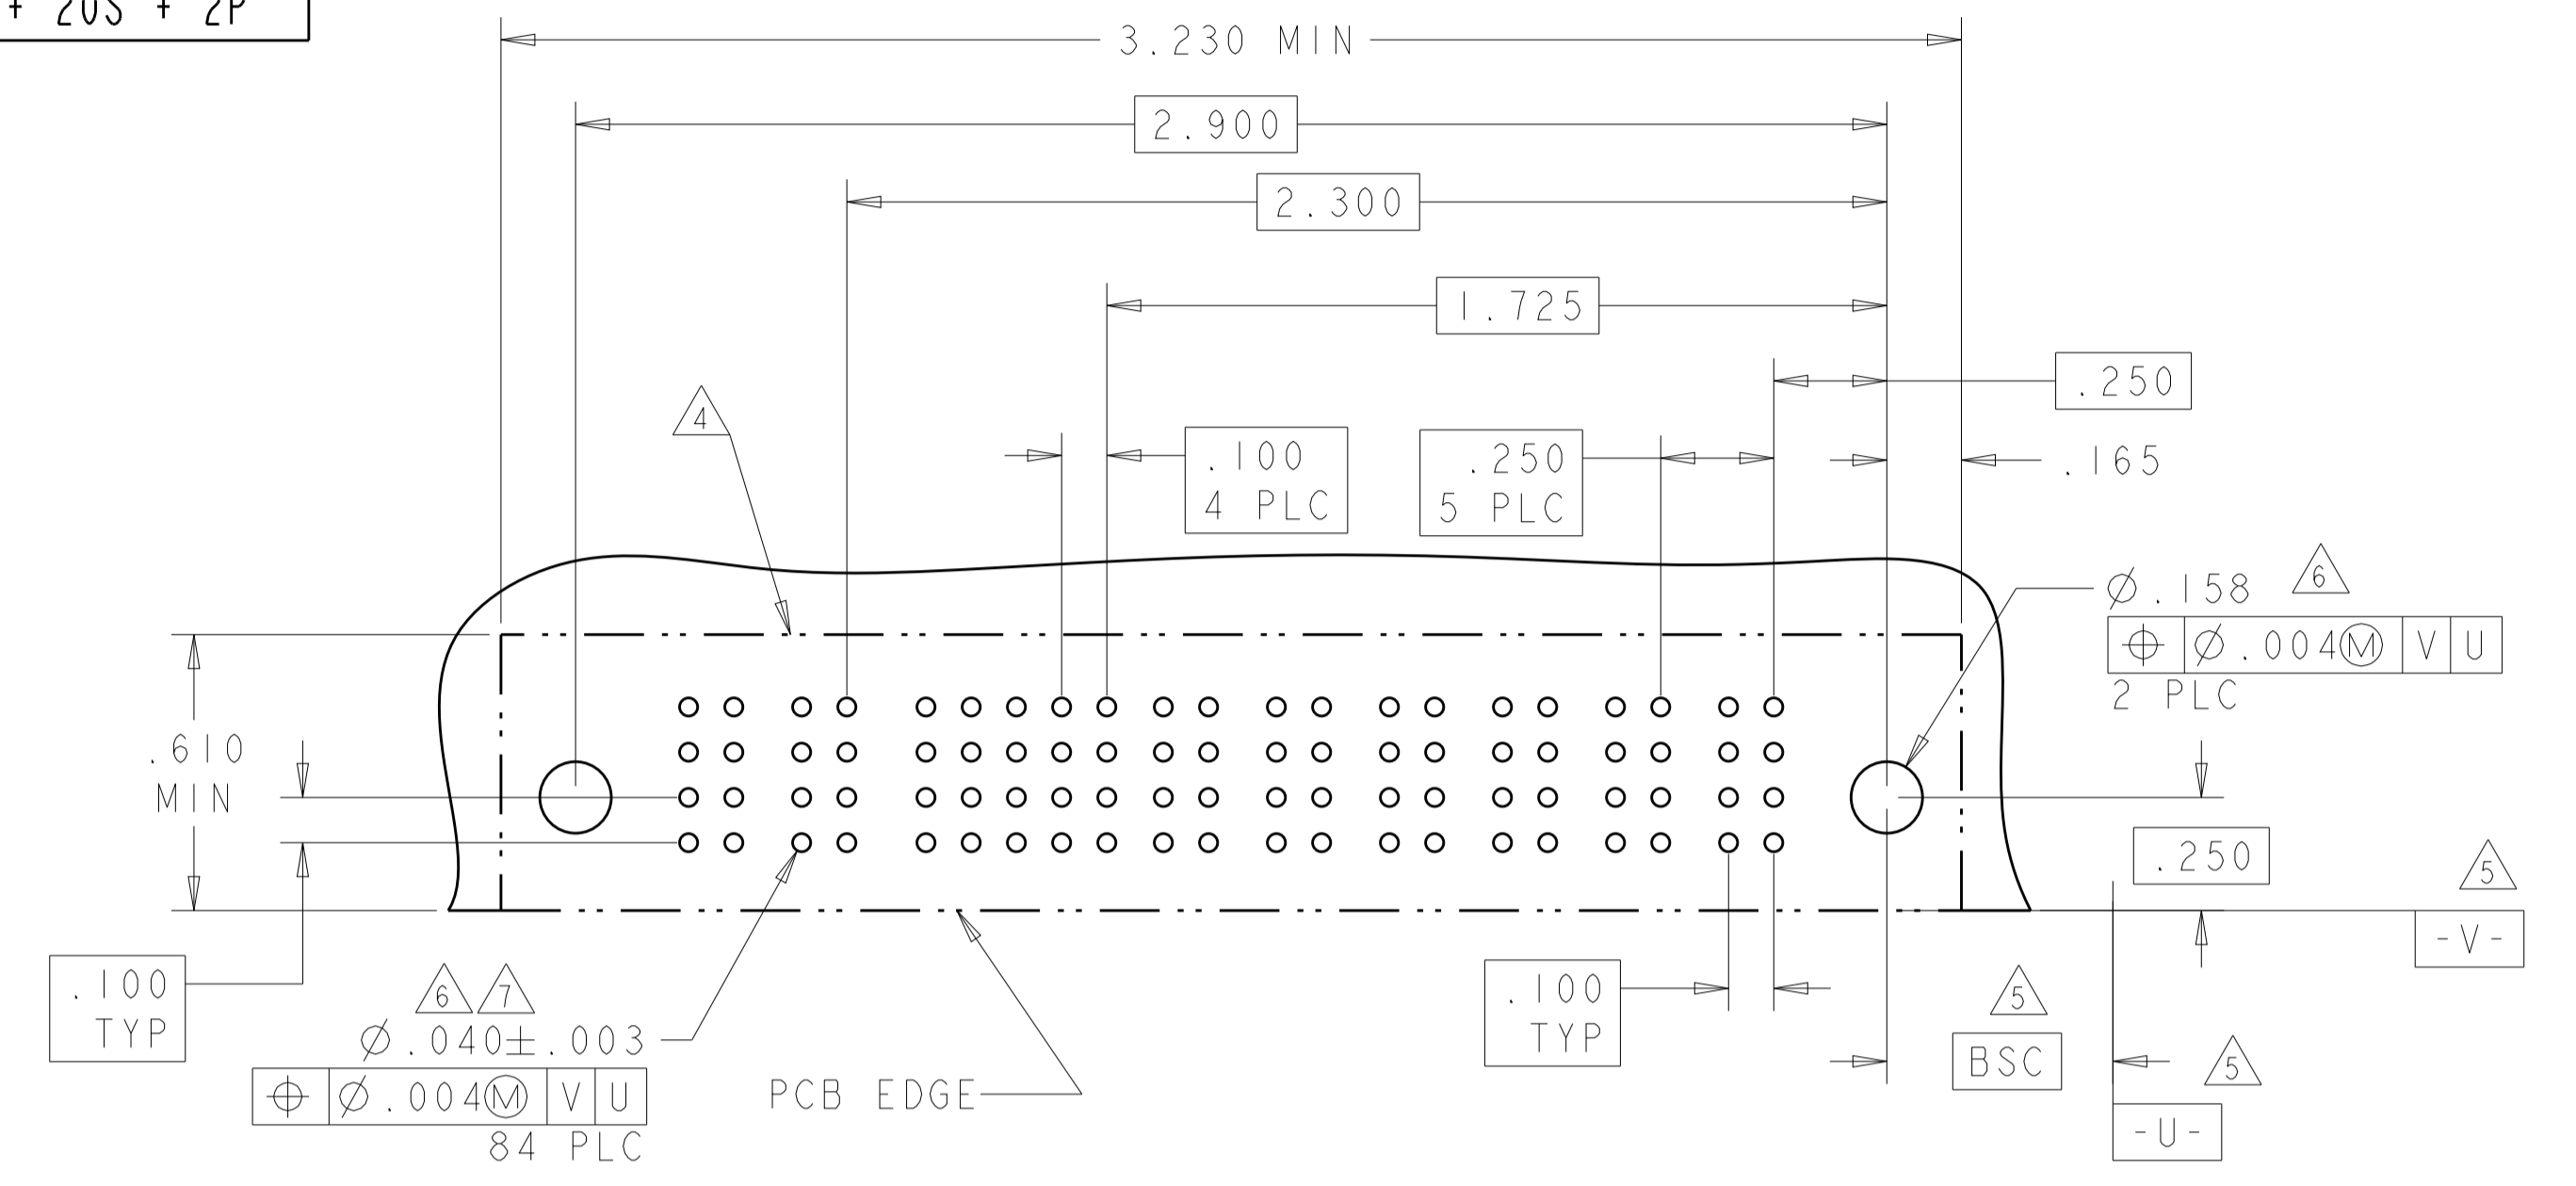 + 20S + 2P
3.230 MIN
2.900
2.300
1.725
.250
4
.100
4 PLC
.250
5 PLC
.165
⌀.158 6
⌖ ⌀.004Ⓜ V U
2 PLC
.610
MIN
.250
5
-V-
.100
TYP
6 7
⌀.040±.003
⌖ ⌀.004Ⓜ V U
84 PLC
PCB EDGE
.100
TYP
5
BSC
5
-U-